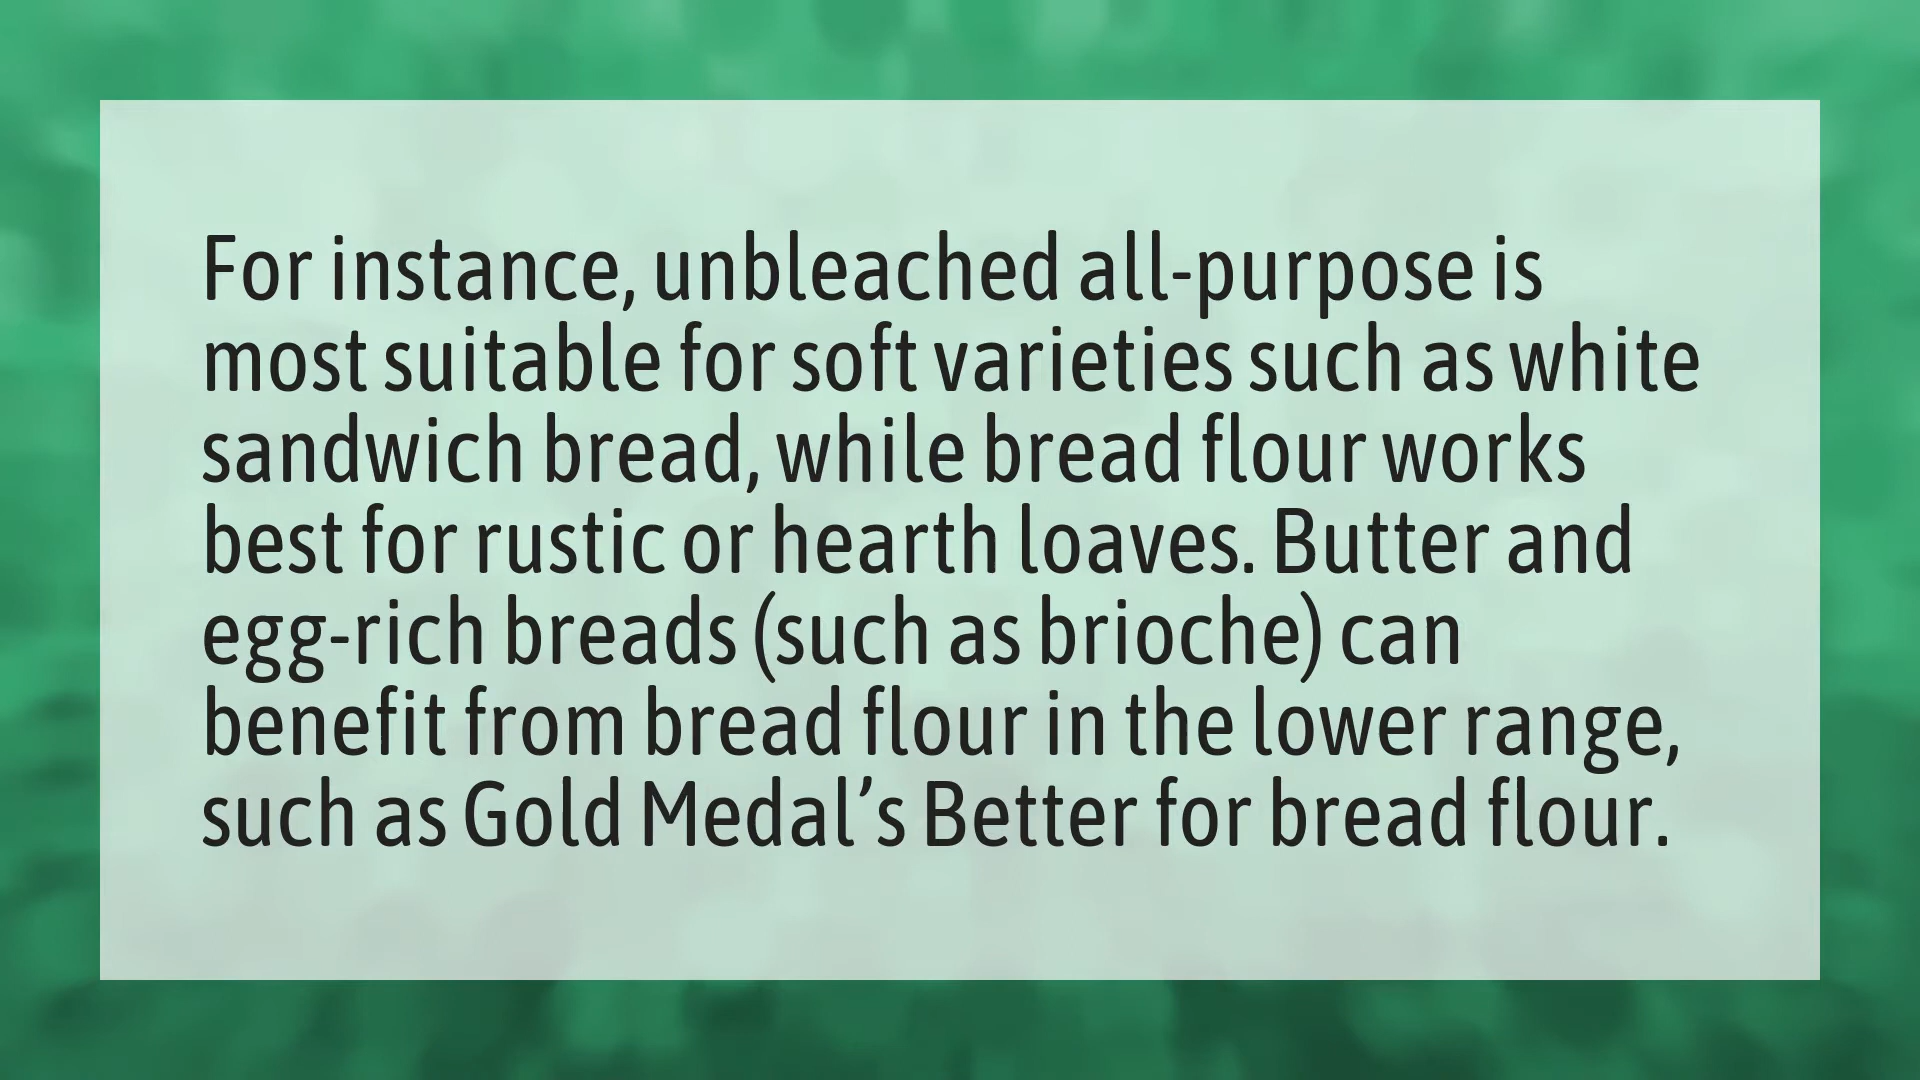 For instance, unbleached all-purpose is
most suitable for soft varieties such as white
sandwich bread, while bread flour works
best for rustic or hearth loaves. Butter and
egg-rich breads (such as brioche) can
benefit from bread flour in the lower range,
such as Gold Medal’s Better for bread flour.